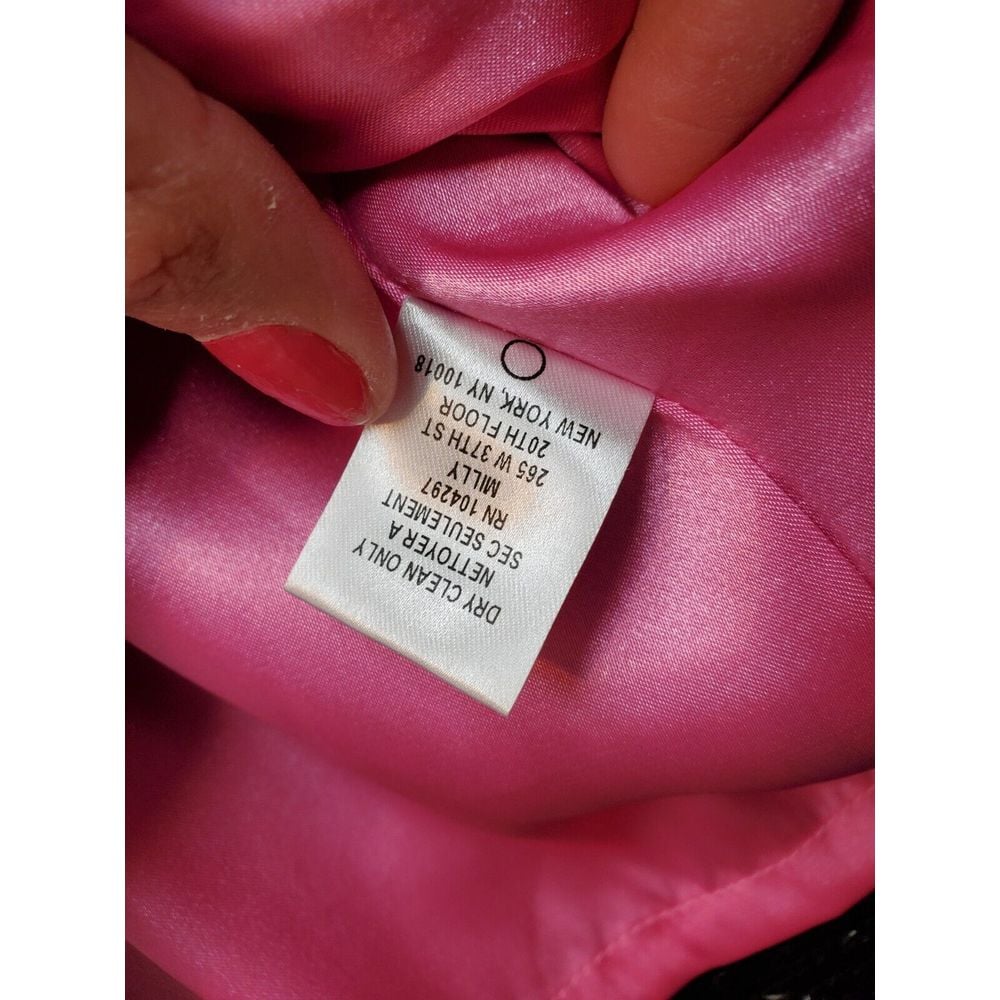 DRY CLEAN ONLY
NETTOYER A
SEC SEULEMENT
RN 104297
MILLY
265 W 37TH ST
20TH FLOOR
NEW YORK, NY 10018